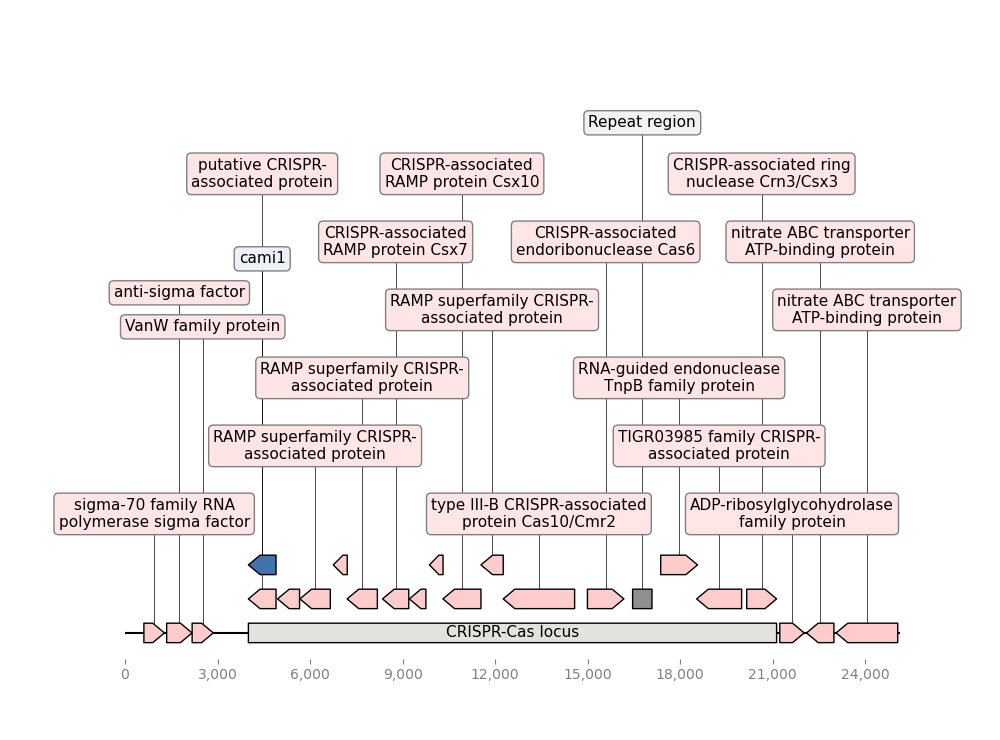 Repeat region
putative CRISPR-
associated protein
CRISPR-associated
RAMP protein Csx10
CRISPR-associated ring
nuclease Crn3/Csx3
CRISPR-associated
RAMP protein Csx7
CRISPR-associated
endoribonuclease Cas6
nitrate ABC transporter
ATP-binding protein
cami1
anti-sigma factor
RAMP superfamily CRISPR-
associated protein
nitrate ABC transporter
ATP-binding protein
VanW family protein
RAMP superfamily CRISPR-
associated protein
RNA-guided endonuclease
TnpB family protein
RAMP superfamily CRISPR-
associated protein
TIGR03985 family CRISPR-
associated protein
sigma-70 family RNA
polymerase sigma factor
type III-B CRISPR-associated
protein Cas10/Cmr2
ADP-ribosylglycohydrolase
family protein
CRISPR-Cas locus
0 3,000 6,000 9,000 12,000 15,000 18,000 21,000 24,000